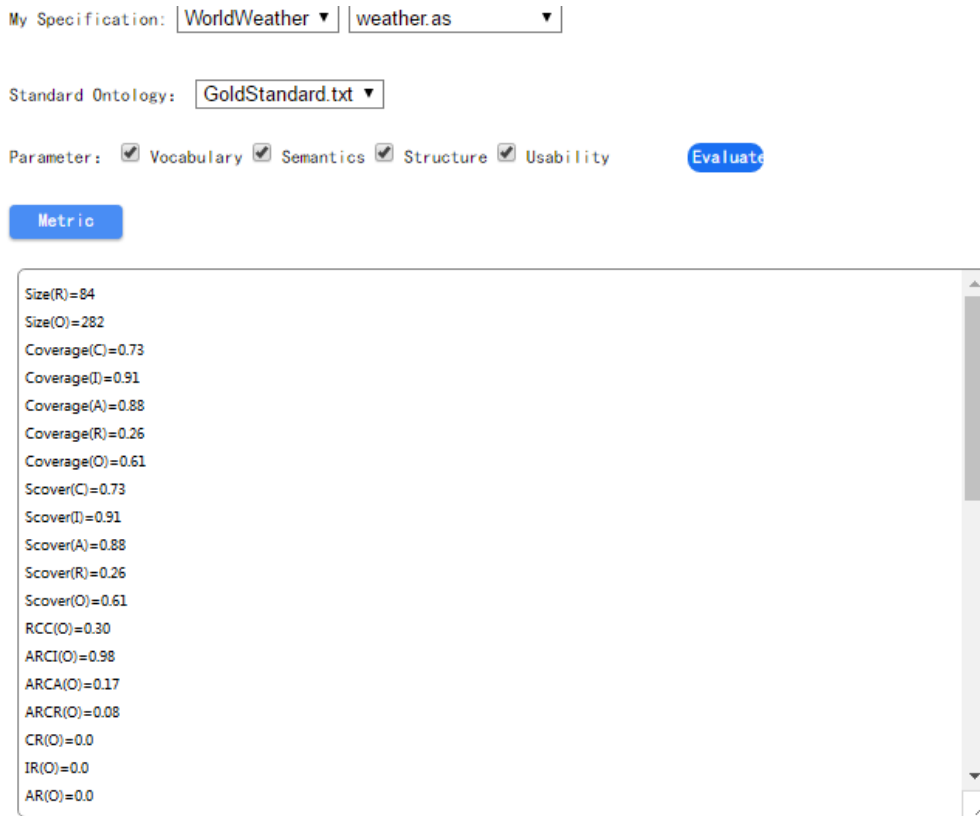 My Specification: WorldWeather ▼ weather.as ▼
Standard Ontology: GoldStandard.txt ▼
Parameter: Vocabulary Semantics Structure Usability Evaluate
Metric
Size(R)=84
Size(O)=282
Coverage(C)=0.73
Coverage(I)=0.91
Coverage(A)=0.88
Coverage(R)=0.26
Coverage(O)=0.61
Scover(C)=0.73
Scover(I)=0.91
Scover(A)=0.88
Scover(R)=0.26
Scover(O)=0.61
RCC(O)=0.30
ARCI(O)=0.98
ARCA(O)=0.17
ARCR(O)=0.08
CR(O)=0.0
IR(O)=0.0
AR(O)=0.0